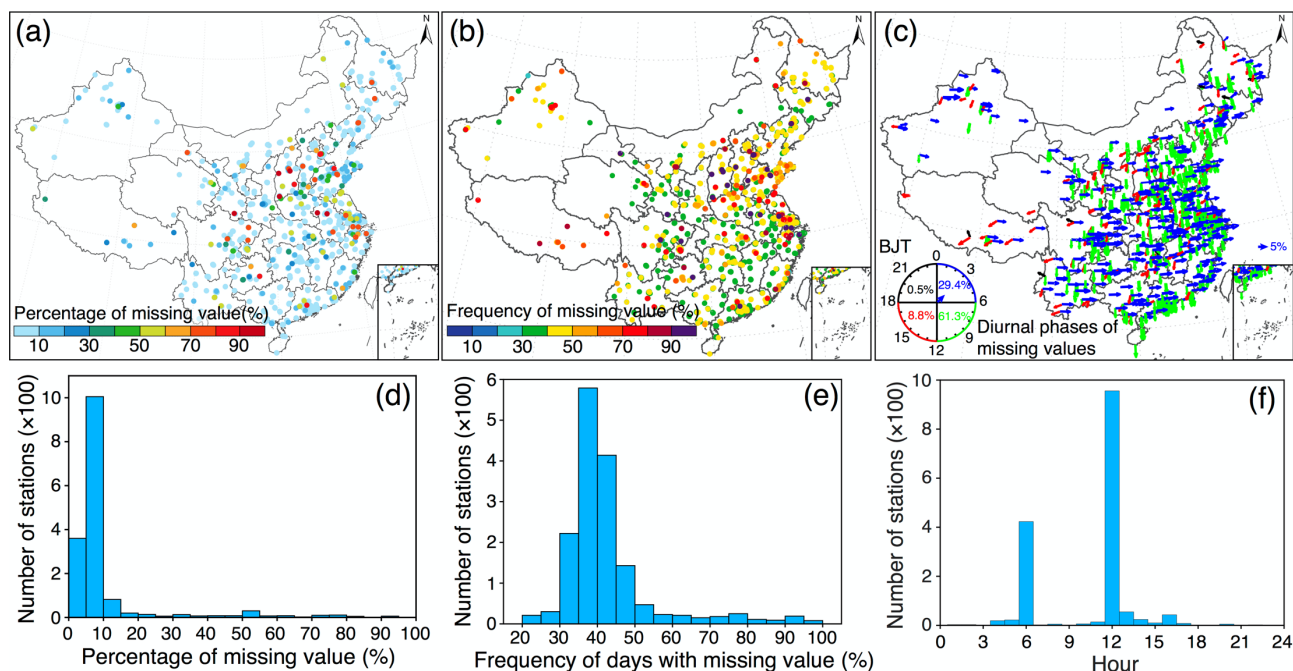 (a)
N
Percentage of missing value(%)
10 30 50 70 90
(b)
N
Frequency of missing value (%)
10 30 50 70 90
(c)
N
5%
BJT
0
21 3
0.5% 29.4%
18 6
8.8% 61.3%
15 9
12
Diurnal phases of
missing values
(d)
Number of stations (×100)
10
8
6
4
2
0
0 10 20 30 40 50 60 70 80 90 100
Percentage of missing value (%)
(e)
Number of stations (×100)
6
5
4
3
2
1
0
20 30 40 50 60 70 80 90 100
Frequency of days with missing value (%)
(f)
Number of stations (×100)
10
8
6
4
2
0
3 6 9 12 15 18 21 24
Hour